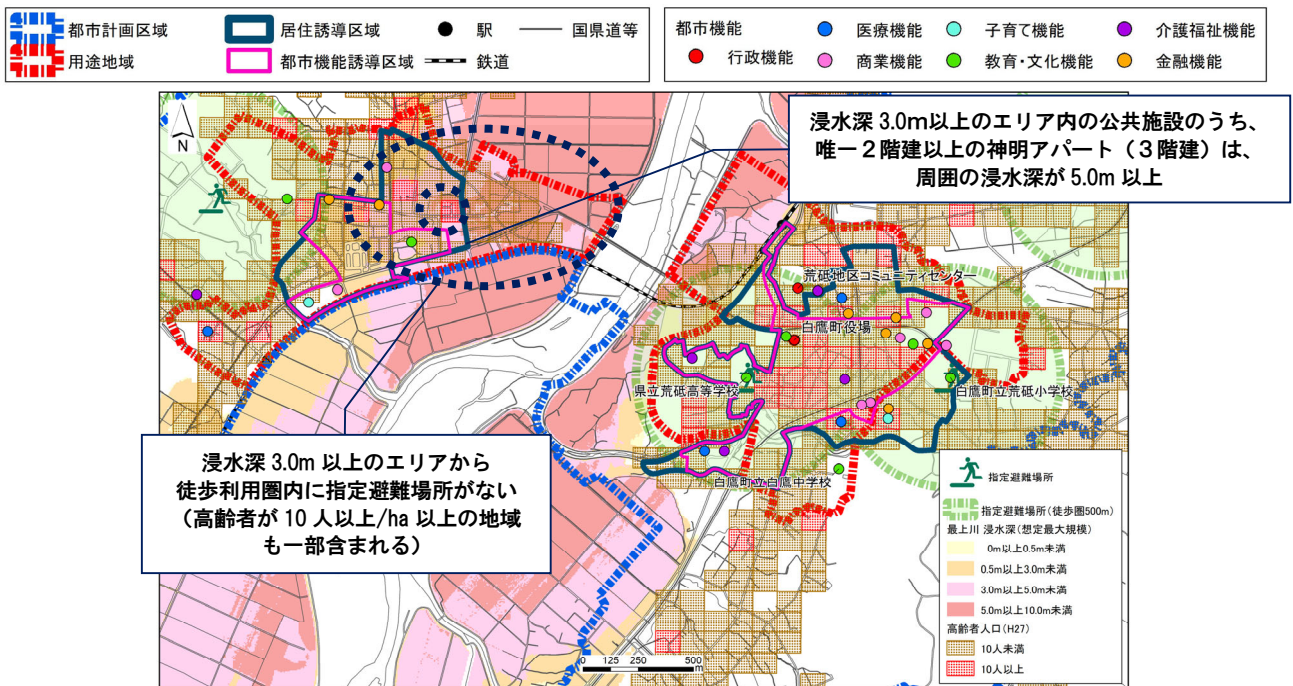 都市計画区域
居住誘導区域
駅
国県道等
用途地域
都市機能誘導区域
鉄道
都市機能
医療機能
子育て機能
介護福祉機能
行政機能
商業機能
教育・文化機能
金融機能
N
浸水深 3.0m以上のエリア内の公共施設のうち、
唯一２階建以上の神明アパート（３階建）は、
周囲の浸水深が 5.0m 以上
荒砥地区コミュニティセンター
白鷹町役場
県立荒砥高等学校
白鷹町立荒砥小学校
白鷹町立白鷹中学校
浸水深 3.0m 以上のエリアから
徒歩利用圏内に指定避難場所がない
（高齢者が 10 人以上/ha 以上の地域
も一部含まれる）
指定避難場所
指定避難場所(徒歩圏500m)
最上川 浸水深(想定最大規模)
0m以上0.5m未満
0.5m以上3.0m未満
3.0m以上5.0m未満
5.0m以上10.0m未満
高齢者人口(H27)
10人未満
10人以上
0 125 250 500
m